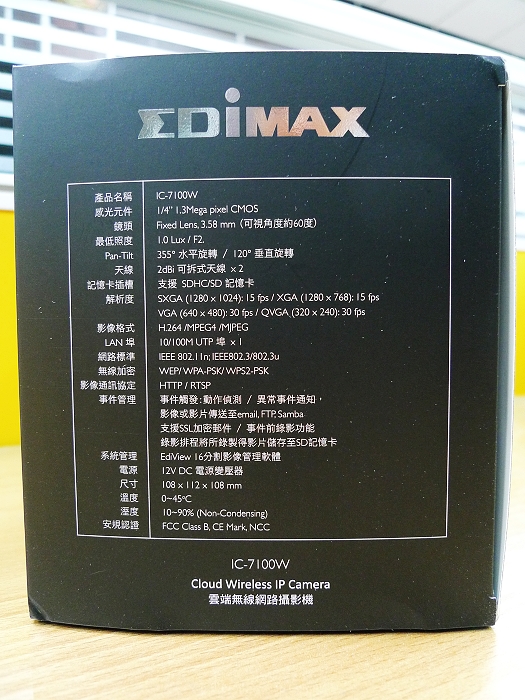 EDiMAX
產品名稱 IC-7100W
感光元件 1/4" 1.3Mega pixel CMOS
鏡頭 Fixed Lens, 3.58 mm (可視角度約60度)
最低照度 1.0 Lux / F2.
Pan-Tilt 355° 水平旋轉 / 120° 垂直旋轉
天線 2dBi 可拆式天線 x 2
記憶卡插槽 支援 SDHC/SD 記憶卡
解析度 SXGA (1280 x 1024): 15 fps / XGA (1280 x 768): 15 fps
VGA (640 x 480): 30 fps / QVGA (320 x 240): 30 fps
影像格式 H.264 /MPEG4 /MJPEG
LAN 埠 10/100M UTP 埠 x 1
網路標準 IEEE 802.11n; IEEE802.3/802.3u
無線加密 WEP/ WPA-PSK/ WPS2-PSK
影像通訊協定 HTTP / RTSP
事件管理 事件觸發:動作偵測 / 異常事件通知,
影像或影片傳送至email, FTP, Samba
支援SSL加密郵件 / 事件前錄影功能
錄影排程將所錄製得影片儲存至SD記憶卡
系統管理 EdiView 16分割影像管理軟體
電源 12V DC 電源變壓器
尺寸 108 x 112 x 108 mm
溫度 0~45°C
溼度 10~90% (Non-Condensing)
安規認證 FCC Class B, CE Mark, NCC
IC-7100W
Cloud Wireless IP Camera
雲端無線網路攝影機